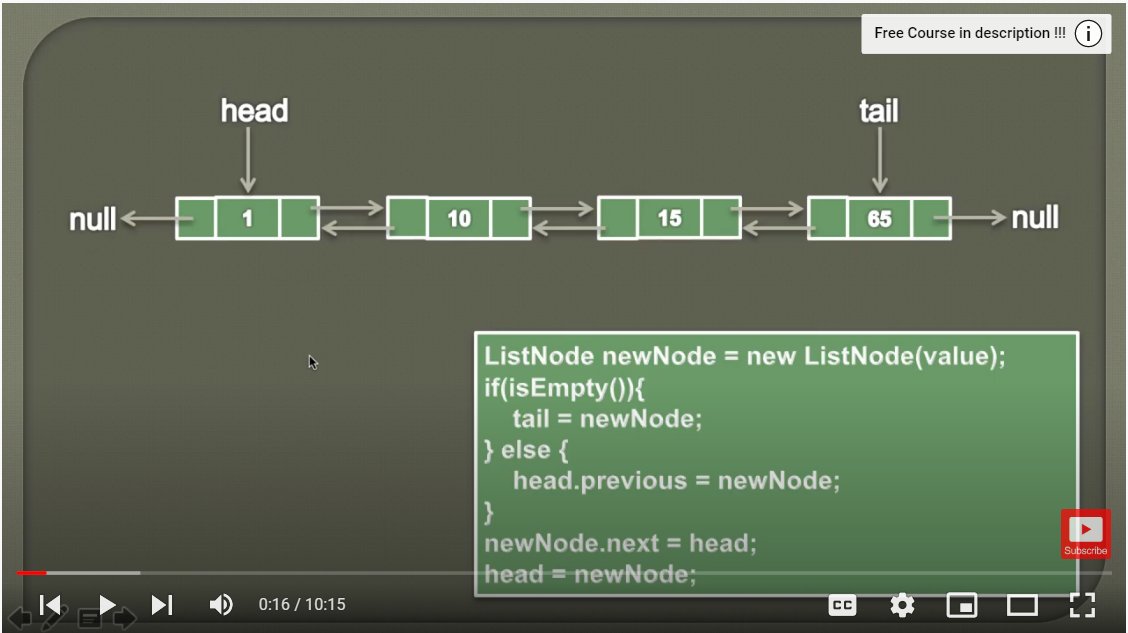 Free Course in description !!!
head
tail
null
1
10
15
65
null
ListNode newNode = new ListNode(value);
if(isEmpty()){
tail = newNode;
} else {
head.previous = newNode;
}
newNode.next = head;
head = newNode;
Subscribe
0:16 / 10:15
CC